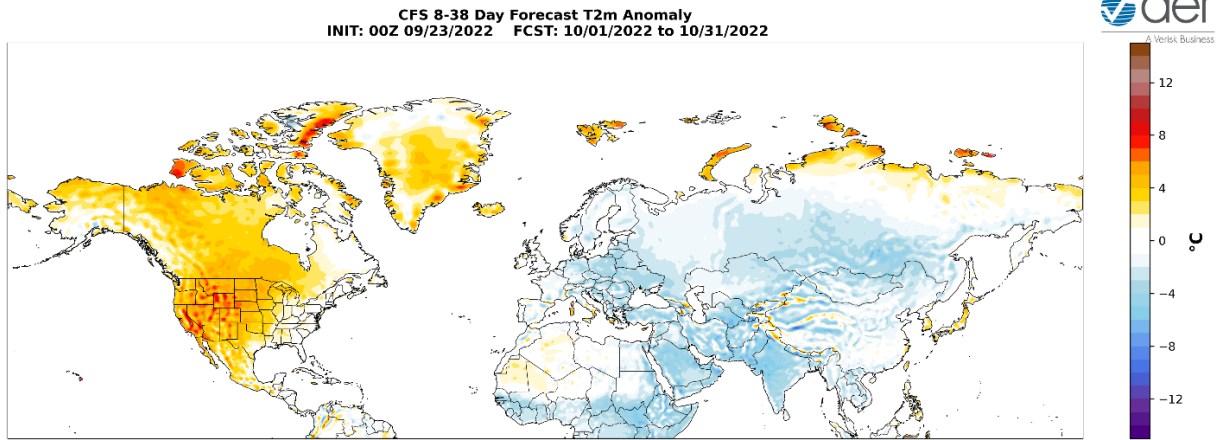 CFS 8-38 Day Forecast T2m Anomaly
INIT: 00Z 09/23/2022 FCST: 10/01/2022 to 10/31/2022
aer
A Verisk Business
12
8
4
0
−4
−8
−12
°C